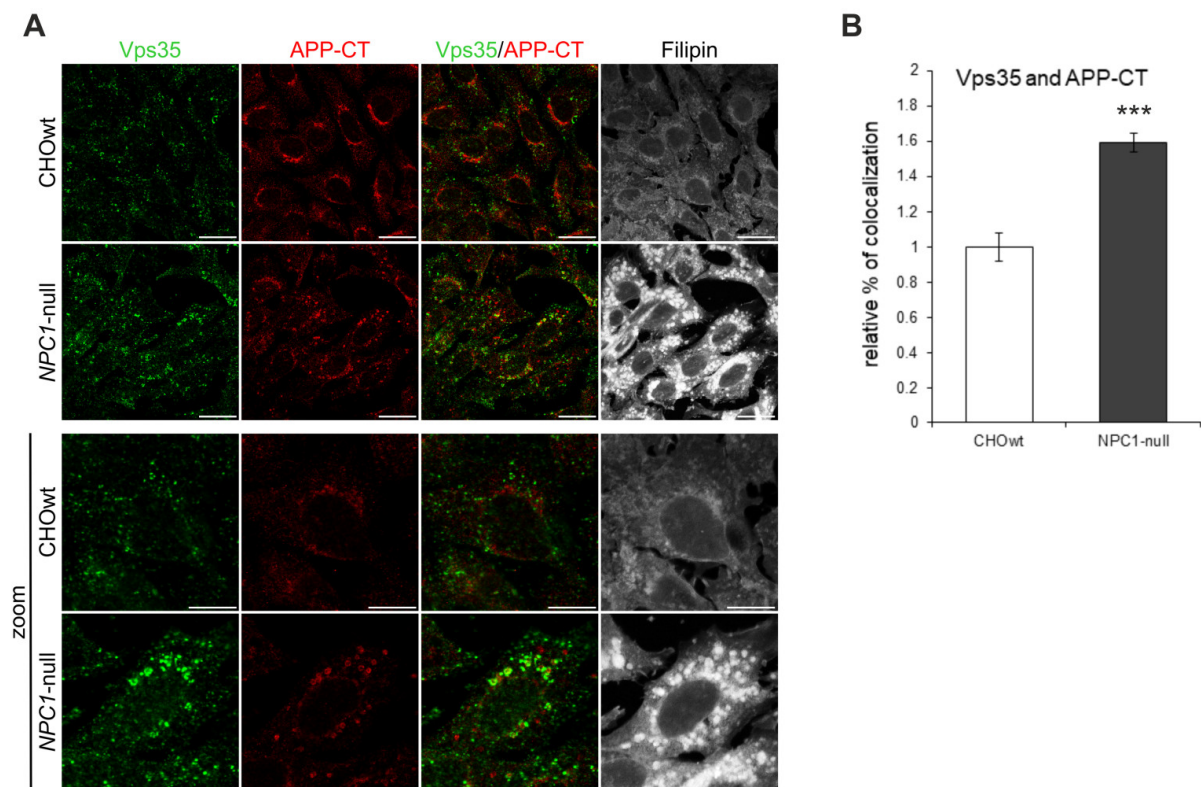 A
Vps35 APP-CT Vps35/APP-CT Filipin
CHOwt
NPC1-null
zoom
CHOwt
NPC1-null
B
Vps35 and APP-CT
***
relative % of colocalization
2
1.8
1.6
1.4
1.2
1
0.8
0.6
0.4
0.2
0
CHOwt NPC1-null